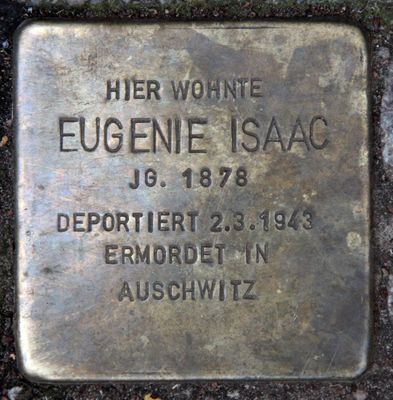 HIER WOHNTE
EUGENIE ISAAC
JG. 1878
DEPORTIERT 2.3.1943
ERMORDET IN
AUSCHWITZ